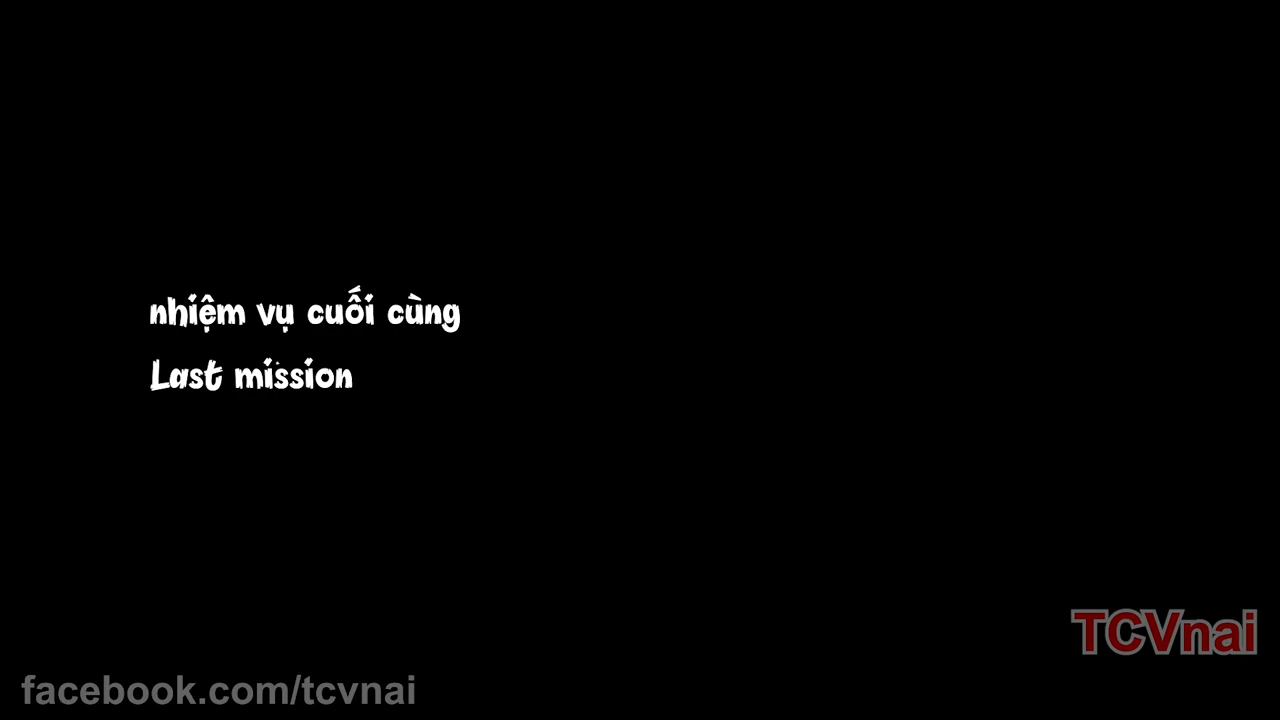 nhiệm vụ cuối cùng
Last mission
TCVnai
facebook.com/tcvnai